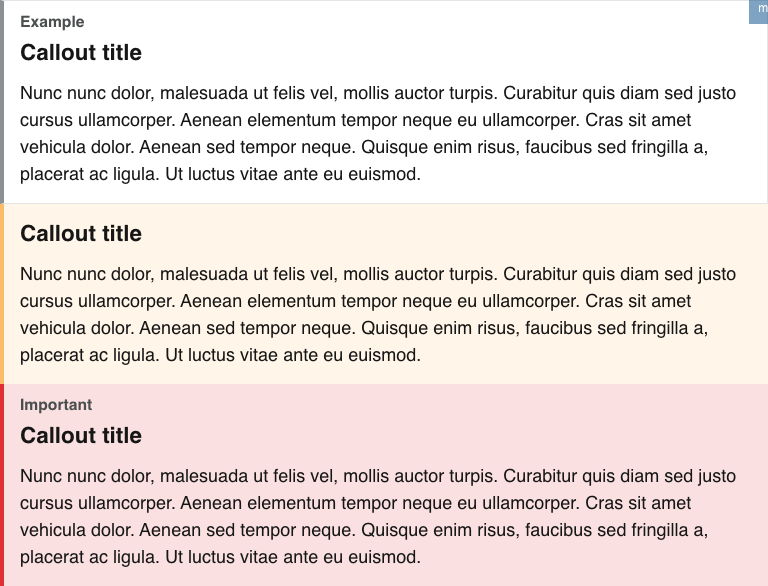 Example
m
Callout title
Nunc nunc dolor, malesuada ut felis vel, mollis auctor turpis. Curabitur quis diam sed justo
cursus ullamcorper. Aenean elementum tempor neque eu ullamcorper. Cras sit amet
vehicula dolor. Aenean sed tempor neque. Quisque enim risus, faucibus sed fringilla a,
placerat ac ligula. Ut luctus vitae ante eu euismod.
Callout title
Nunc nunc dolor, malesuada ut felis vel, mollis auctor turpis. Curabitur quis diam sed justo
cursus ullamcorper. Aenean elementum tempor neque eu ullamcorper. Cras sit amet
vehicula dolor. Aenean sed tempor neque. Quisque enim risus, faucibus sed fringilla a,
placerat ac ligula. Ut luctus vitae ante eu euismod.
Important
Callout title
Nunc nunc dolor, malesuada ut felis vel, mollis auctor turpis. Curabitur quis diam sed justo
cursus ullamcorper. Aenean elementum tempor neque eu ullamcorper. Cras sit amet
vehicula dolor. Aenean sed tempor neque. Quisque enim risus, faucibus sed fringilla a,
placerat ac ligula. Ut luctus vitae ante eu euismod.